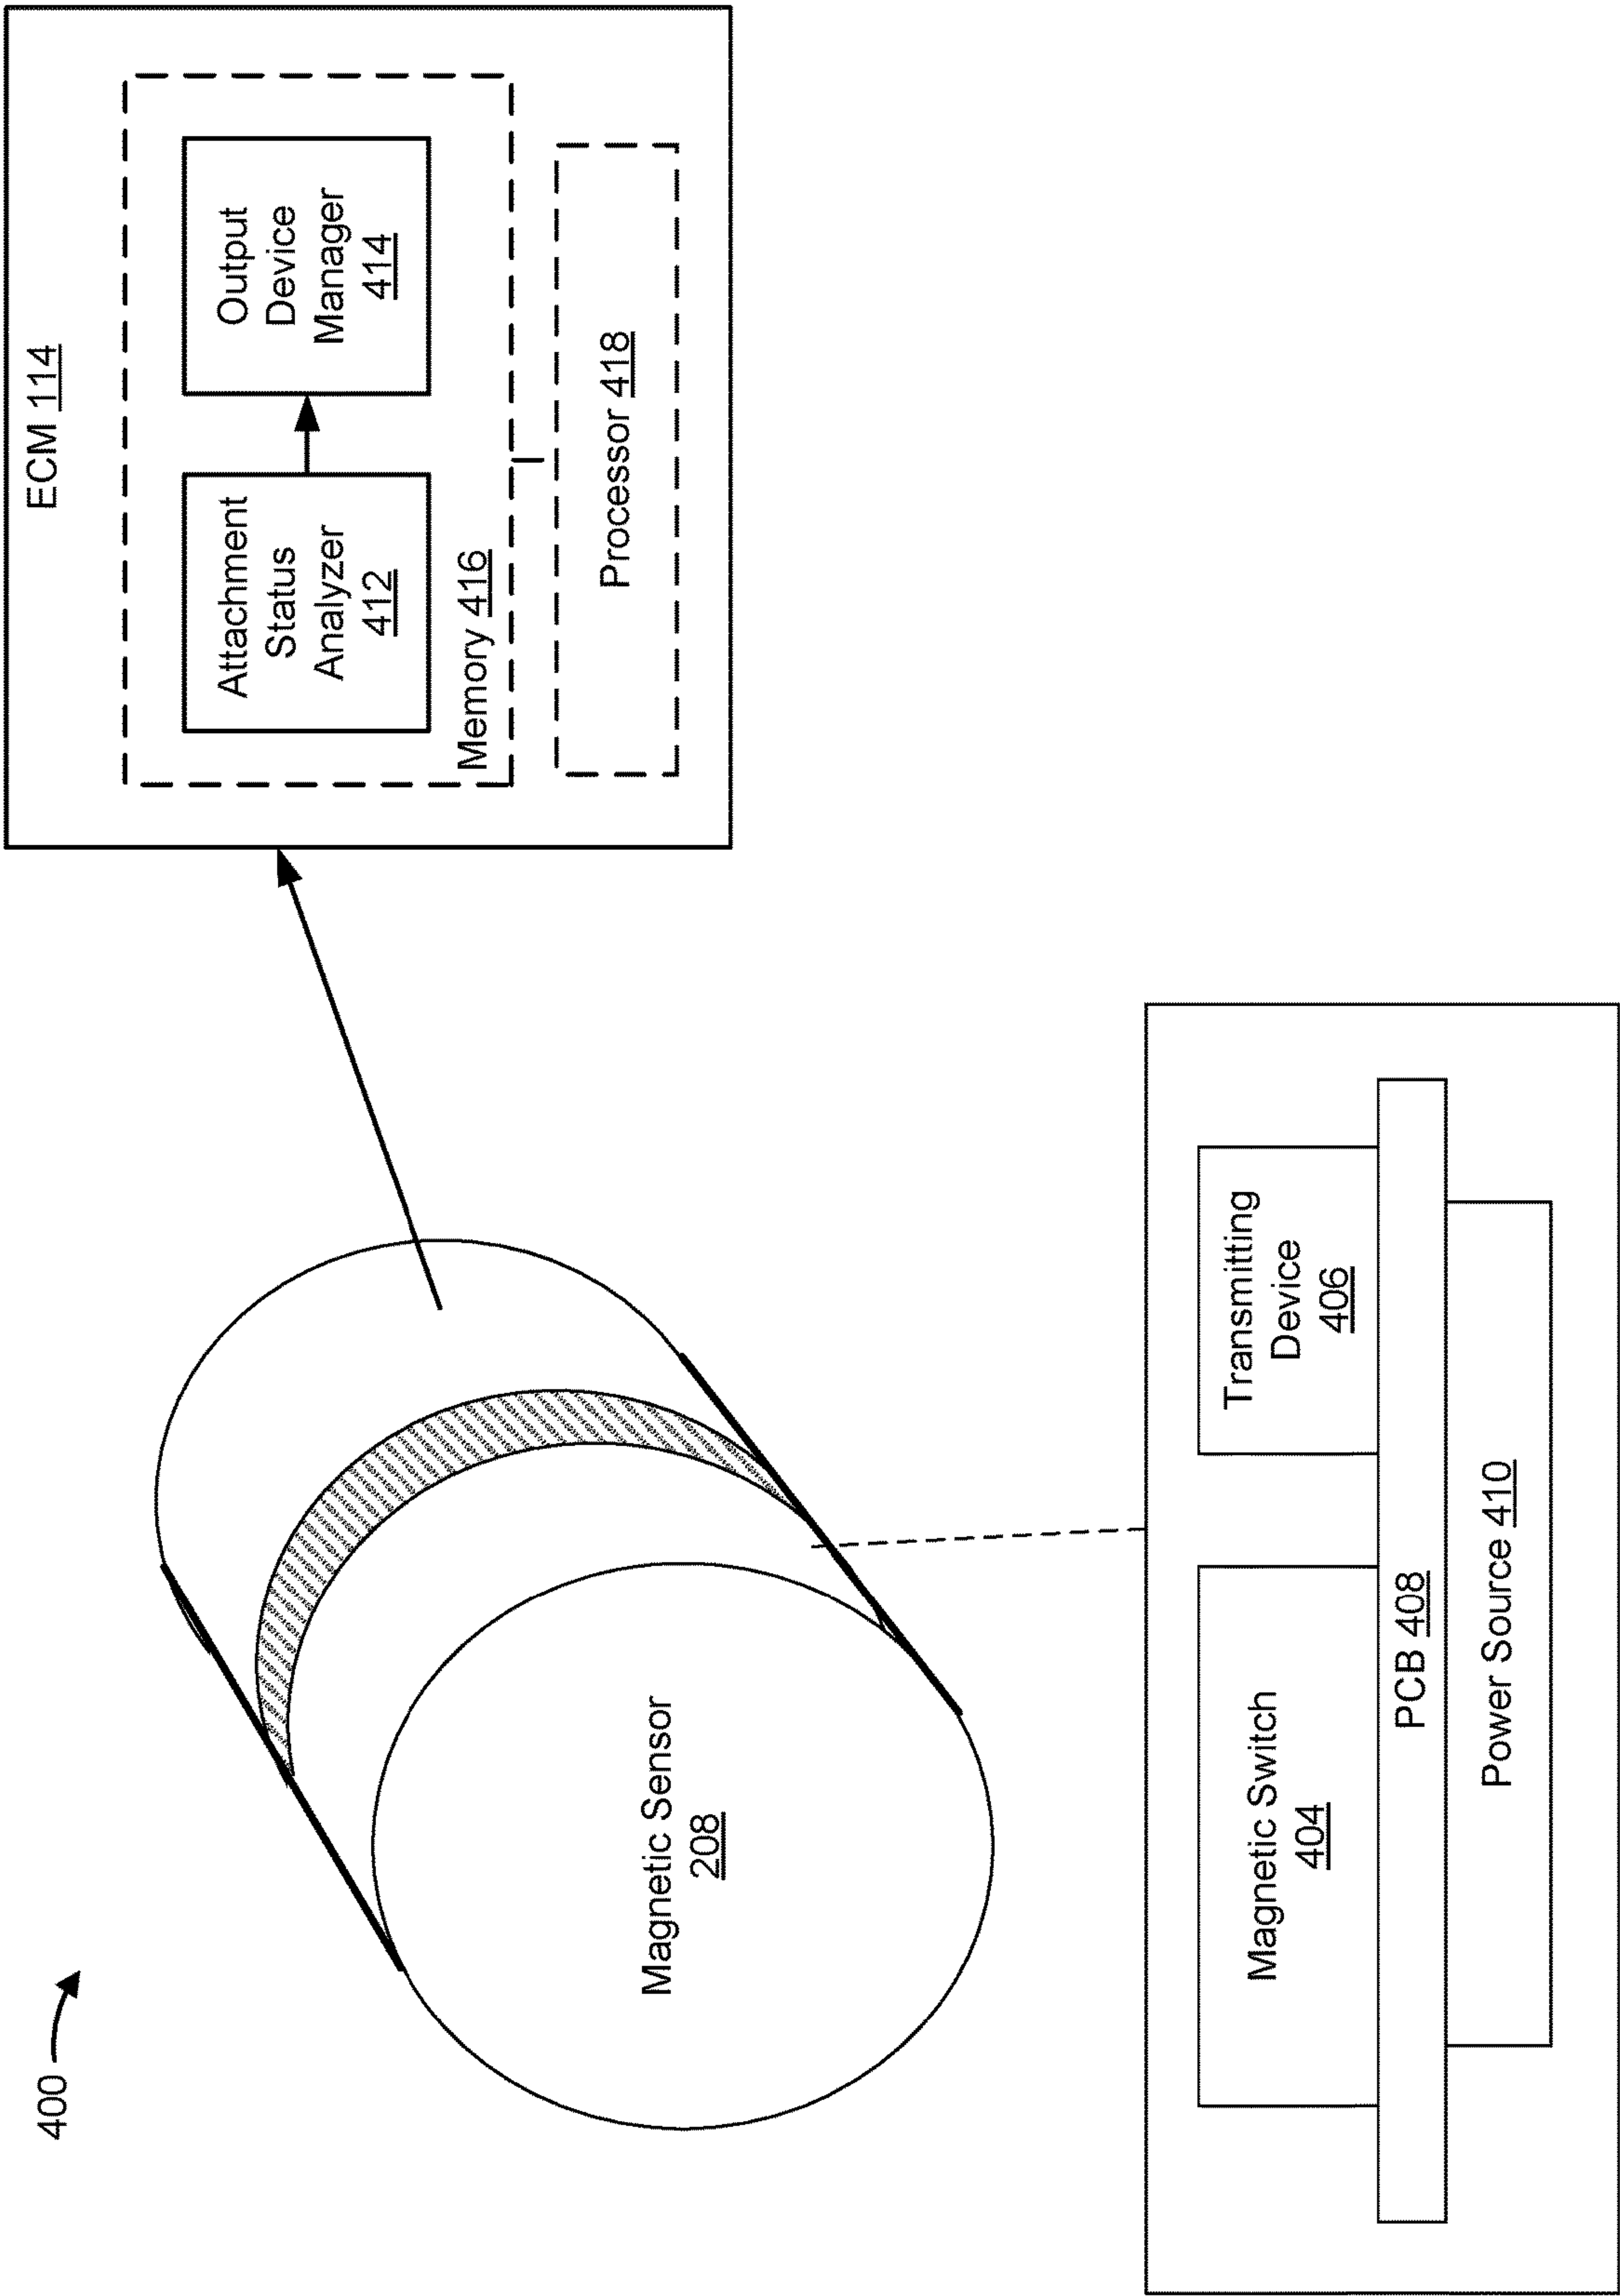 400
ECM 114
Attachment
Status
Analyzer
412
Output
Device
Manager
414
Memory 416
Processor 418
Magnetic Sensor
208
Magnetic Switch
404
Transmitting
Device
406
PCB 408
Power Source 410